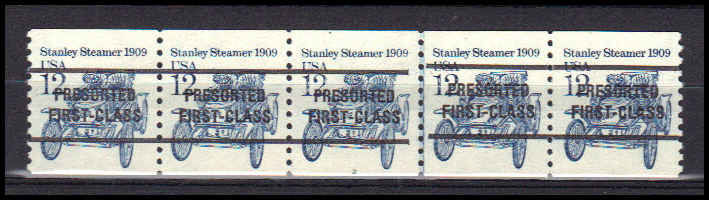 Stanley Steamer 1909 Stanley Steamer 1909 Stanley Steamer 1909 Stanley Steamer 1909 Stanley Steamer 1909
USA USA USA USA USA
12 12 12 12 12
PRESORTED PRESORTED PRESORTED PRESORTED PRESORTED
FIRST-CLASS FIRST-CLASS FIRST-CLASS FIRST-CLASS FIRST-CLASS
2